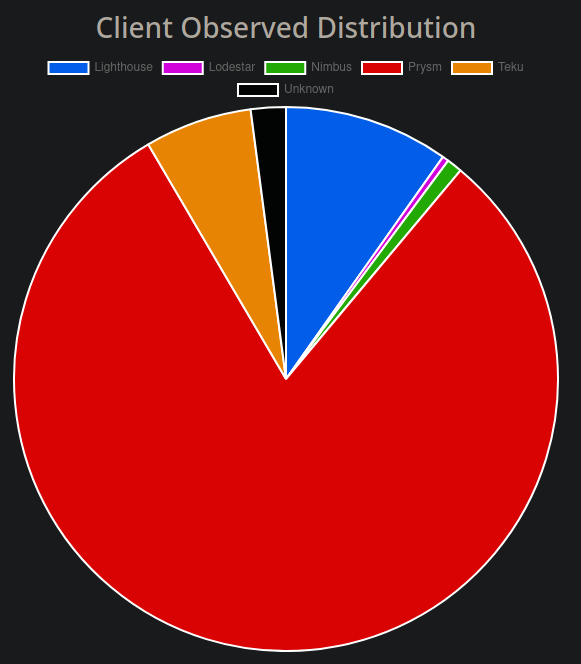 Client Observed Distribution
Lighthouse Lodestar Nimbus Prysm Teku
Unknown